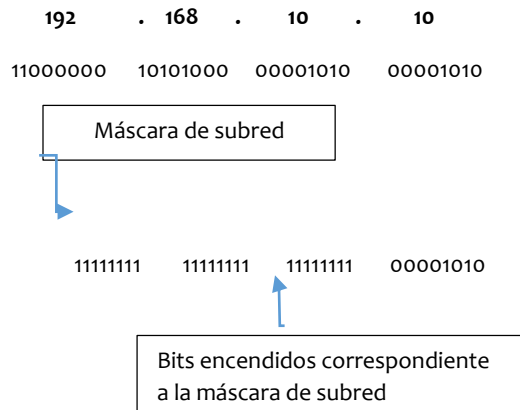 192 . 168 . 10 . 10
11000000 10101000 00001010 00001010
Máscara de subred
11111111 11111111 11111111 00001010
Bits encendidos correspondiente
a la máscara de subred